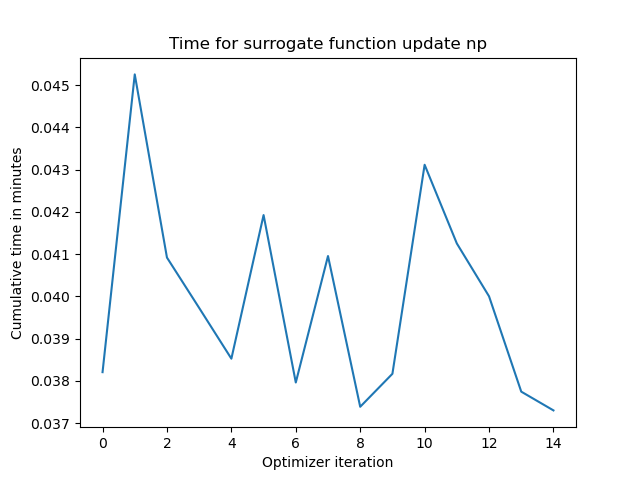 Time for surrogate function update np
Cumulative time in minutes
0.045
0.044
0.043
0.042
0.041
0.040
0.039
0.038
0.037
0 2 4 6 8 10 12 14
Optimizer iteration